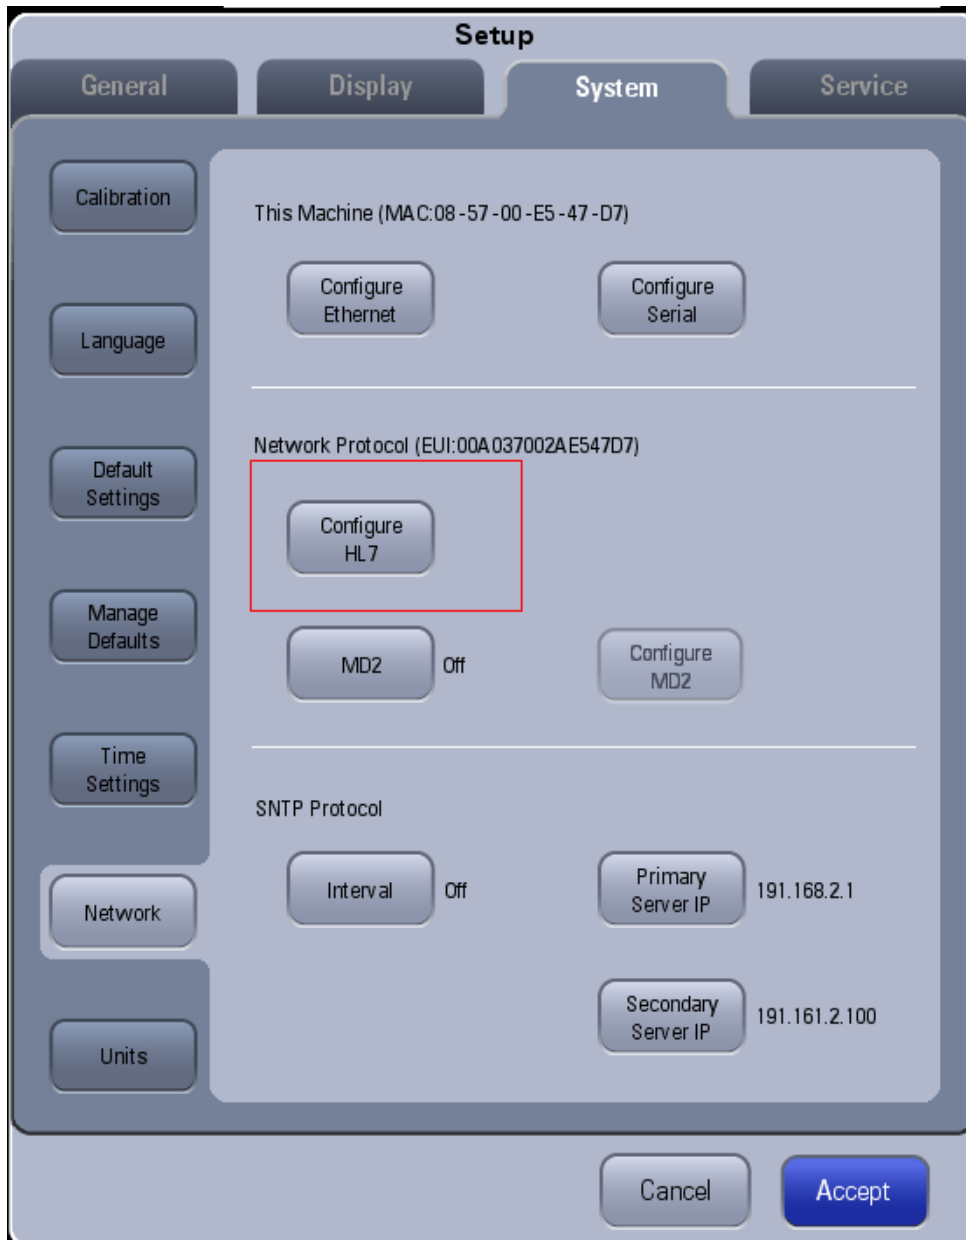 Setup
General
Display
System
Service
Calibration
Language
Default
Settings
Manage
Defaults
Time
Settings
Network
Units
This Machine (MAC:08-57-00-E5-47-D7)
Configure
Ethernet
Configure
Serial
Network Protocol (EUI:00A037002AE547D7)
Configure
HL7
MD2
Off
Configure
MD2
SNTP Protocol
Interval
Off
Primary
Server IP
191.168.2.1
Secondary
Server IP
191.161.2.100
Cancel
Accept